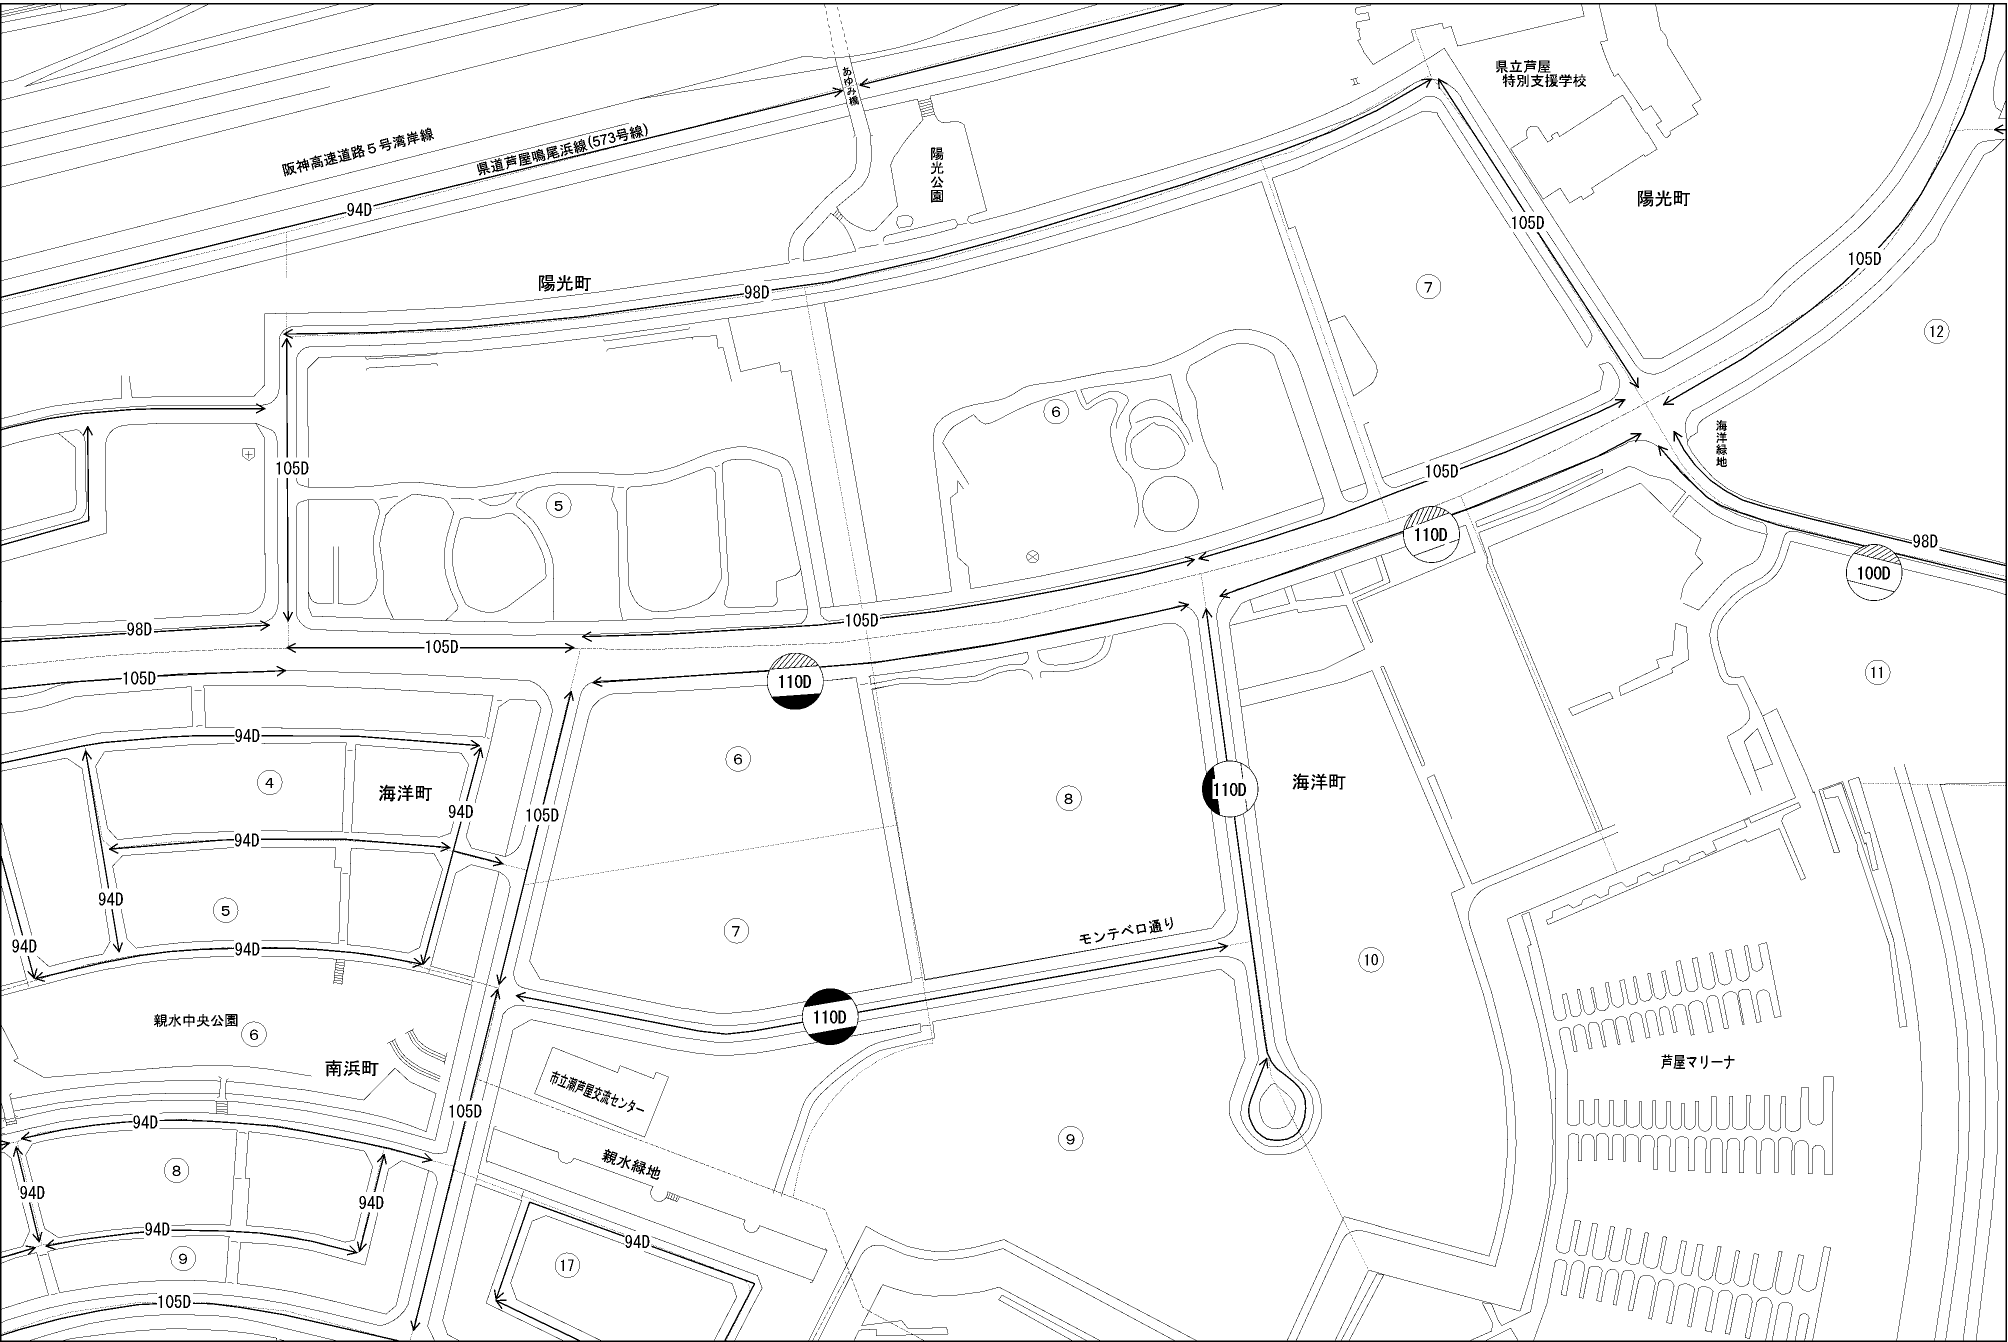 県立芦屋
特別支援学校
あゆみ橋
阪神高速道路5号湾岸線
県道芦屋鳴尾浜線(573号線)
陽光公園
陽光町
94D
105D
105D
陽光町
98D
⑦
⑫
⑥
海洋緑地
105D
105D
⑤
110D
98D
100D
98D
105D
105D
105D
110D
⑪
94D
⑥
④
海洋町
94D
105D
⑧
110D
海洋町
94D
94D
⑤
94D
94D
⑦
モンテベロ通り
⑩
親水中央公園
⑥
110D
南浜町
芦屋マリーナ
市立潮芦屋交流センター
94D
105D
⑨
⑧
親水緑地
94D
94D
94D
⑨
94D
⑰
105D